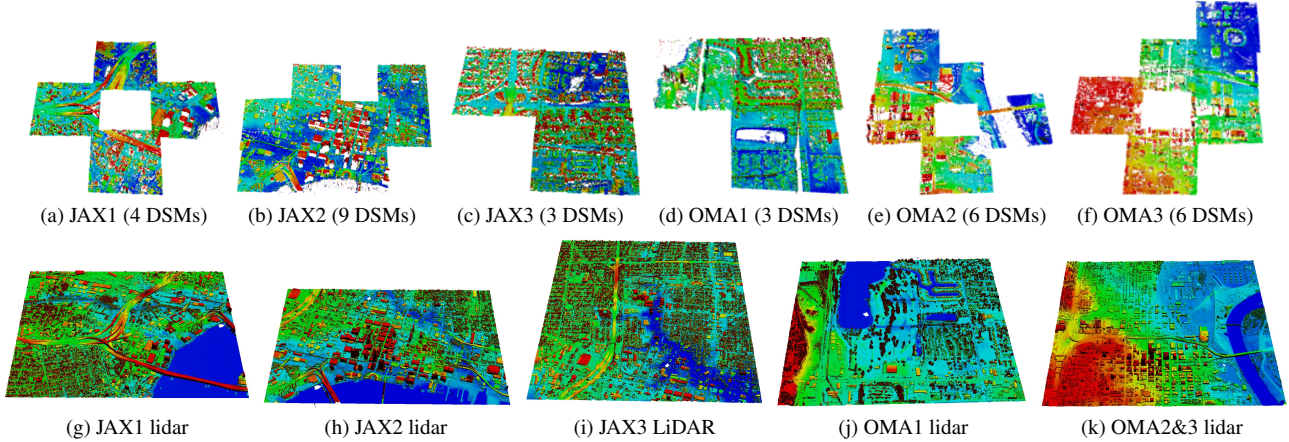 (a) JAX1 (4 DSMs)
(b) JAX2 (9 DSMs)
(c) JAX3 (3 DSMs)
(d) OMA1 (3 DSMs)
(e) OMA2 (6 DSMs)
(f) OMA3 (6 DSMs)
(g) JAX1 lidar
(h) JAX2 lidar
(i) JAX3 LiDAR
(j) OMA1 lidar
(k) OMA2&3 lidar